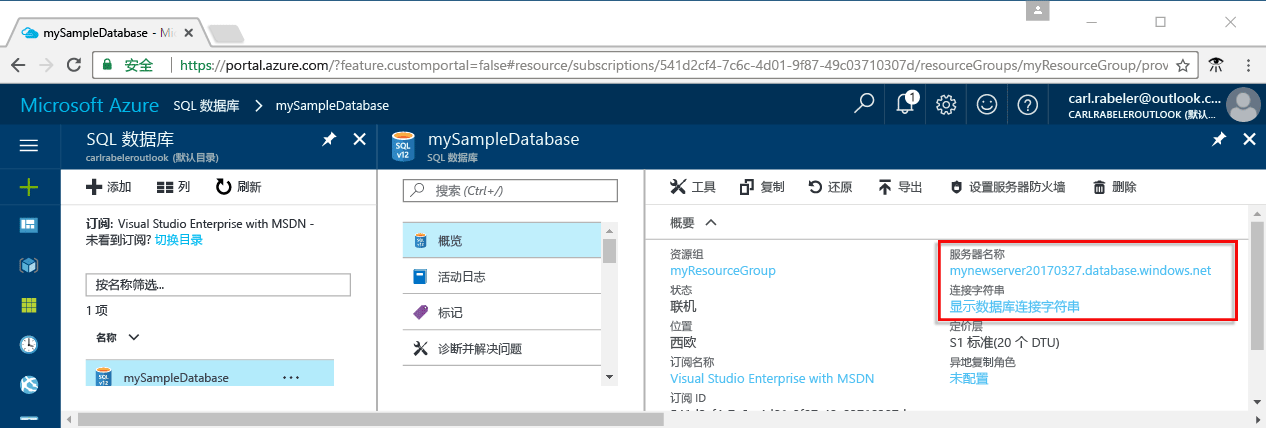 mySampleDatabase - Mi
安全
https://portal.azure.com/?feature.customportal=false#resource/subscriptions/541d2cf4-7c6c-4d01-9f87-49c03710307d/resourceGroups/myResourceGroup/prov
Microsoft Azure SQL 数据库 > mySampleDatabase
1
carl.rabeler@outlook.c...
CARLRABELEROUTLOOK (默认...
SQL 数据库
carlrabeleroutlook (默认目录)
添加 列 刷新
订阅: Visual Studio Enterprise with MSDN -
未看到订阅? 切换目录
按名称筛选...
1 项
名称
SQL v12
mySampleDatabase ...
SQL v12
mySampleDatabase
SQL 数据库
搜索 (Ctrl+/)
概览
活动日志
标记
诊断并解决问题
工具 复制 还原 导出 设置服务器防火墙 删除
概要
资源组
myResourceGroup
状态
联机
位置
西欧
订阅名称
Visual Studio Enterprise with MSDN
订阅 ID
服务器名称
mynewserver20170327.database.windows.net
连接字符串
显示数据库连接字符串
定价层
S1 标准(20 个 DTU)
异地复制角色
未配置